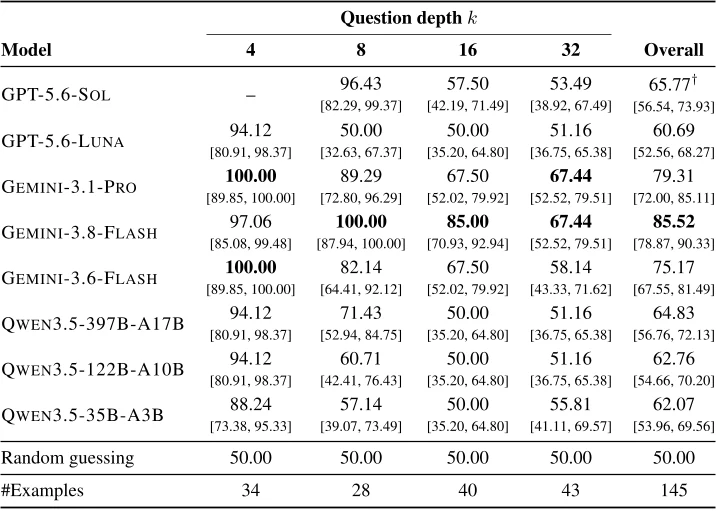 Question depth k
Model 4 8 16 32 Overall
GPT-5.6-SOL – 96.43 57.50 53.49 65.77†
[82.29, 99.37] [42.19, 71.49] [38.92, 67.49] [56.54, 73.93]
GPT-5.6-LUNA 94.12 50.00 50.00 51.16 60.69
[80.91, 98.37] [32.63, 67.37] [35.20, 64.80] [36.75, 65.38] [52.56, 68.27]
GEMINI-3.1-PRO 100.00 89.29 67.50 67.44 79.31
[89.85, 100.00] [72.80, 96.29] [52.02, 79.92] [52.52, 79.51] [72.00, 85.11]
GEMINI-3.8-FLASH 97.06 100.00 85.00 67.44 85.52
[85.08, 99.48] [87.94, 100.00] [70.93, 92.94] [52.52, 79.51] [78.87, 90.33]
GEMINI-3.6-FLASH 100.00 82.14 67.50 58.14 75.17
[89.85, 100.00] [64.41, 92.12] [52.02, 79.92] [43.33, 71.62] [67.55, 81.49]
QWEN3.5-397B-A17B 94.12 71.43 50.00 51.16 64.83
[80.91, 98.37] [52.94, 84.75] [35.20, 64.80] [36.75, 65.38] [56.76, 72.13]
QWEN3.5-122B-A10B 94.12 60.71 50.00 51.16 62.76
[80.91, 98.37] [42.41, 76.43] [35.20, 64.80] [36.75, 65.38] [54.66, 70.20]
QWEN3.5-35B-A3B 88.24 57.14 50.00 55.81 62.07
[73.38, 95.33] [39.07, 73.49] [35.20, 64.80] [41.11, 69.57] [53.96, 69.56]
Random guessing 50.00 50.00 50.00 50.00 50.00
#Examples 34 28 40 43 145